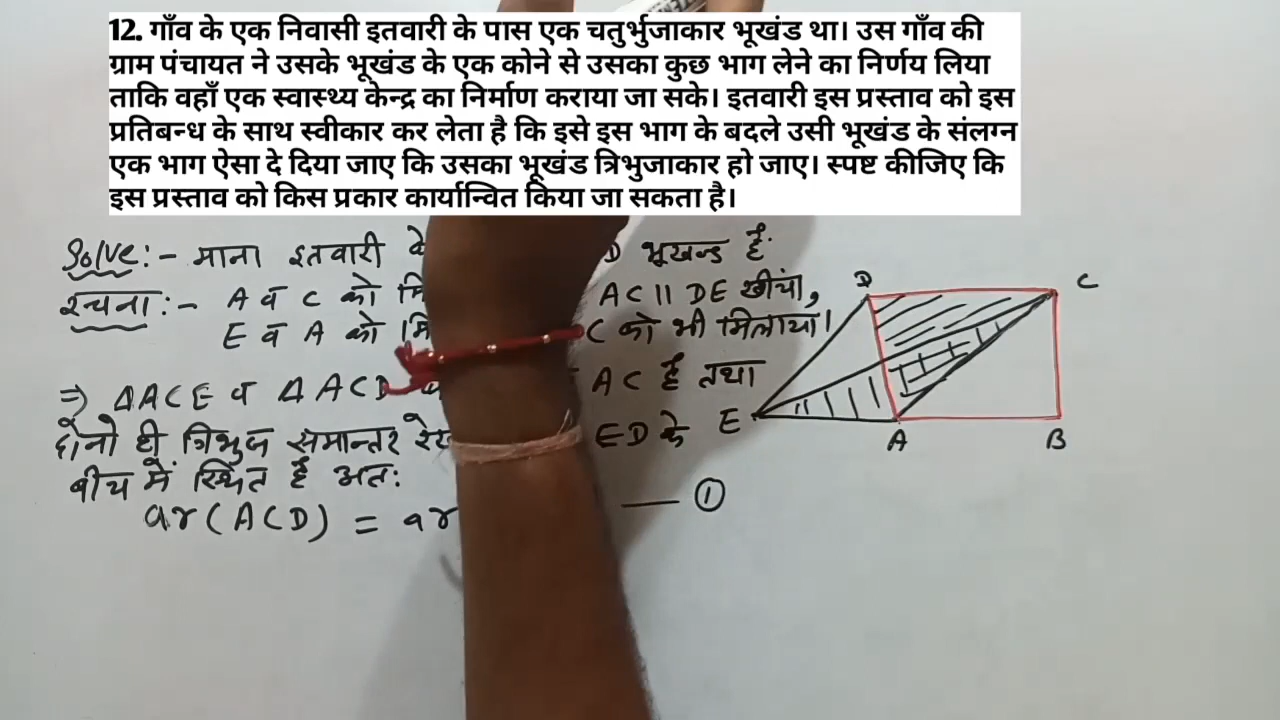 12. गाँव के एक निवासी इतवारी के पास एक चतुर्भुजाकार भूखंड था। उस गाँव की
ग्राम पंचायत ने उसके भूखंड के एक कोने से उसका कुछ भाग लेने का निर्णय लिया
ताकि वहाँ एक स्वास्थ्य केन्द्र का निर्माण कराया जा सके। इतवारी इस प्रस्ताव को इस
प्रतिबन्ध के साथ स्वीकार कर लेता है कि इसे इस भाग के बदले उसी भूखंड के संलग्न
एक भाग ऐसा दे दिया जाए कि उसका भूखंड त्रिभुजाकार हो जाए। स्पष्ट कीजिए कि
इस प्रस्ताव को किस प्रकार कार्यान्वित किया जा सकता है।
Solve:- माना इतवारी D भूखन्ड है
रचना:- A व C को AC || DE खींचा,
E व A को C को भी मिलाया।
⇒ ΔACE व ΔACD AC है तथा
दोनो ही त्रिभुज समान्तर ED के
बीच में स्थित है अतः
ar(ACD) = ar — ①
D C
E A B